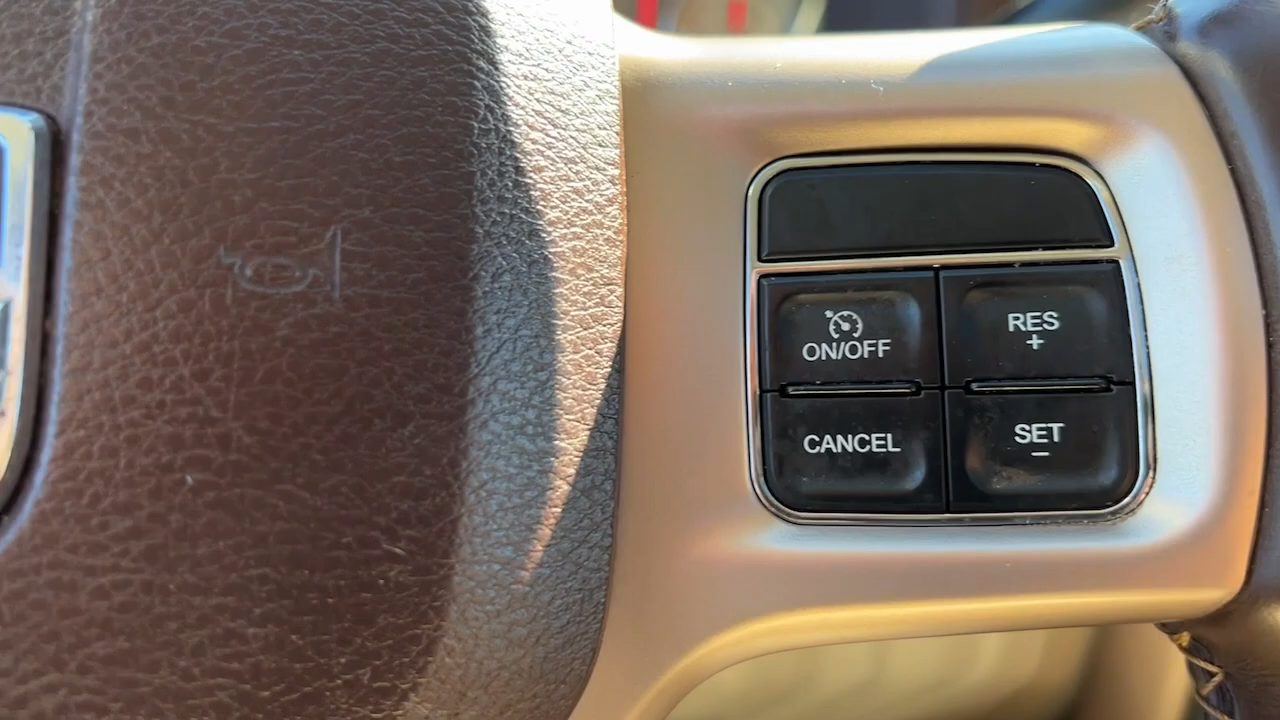 ON/OFF
RES
+
CANCEL
SET
–